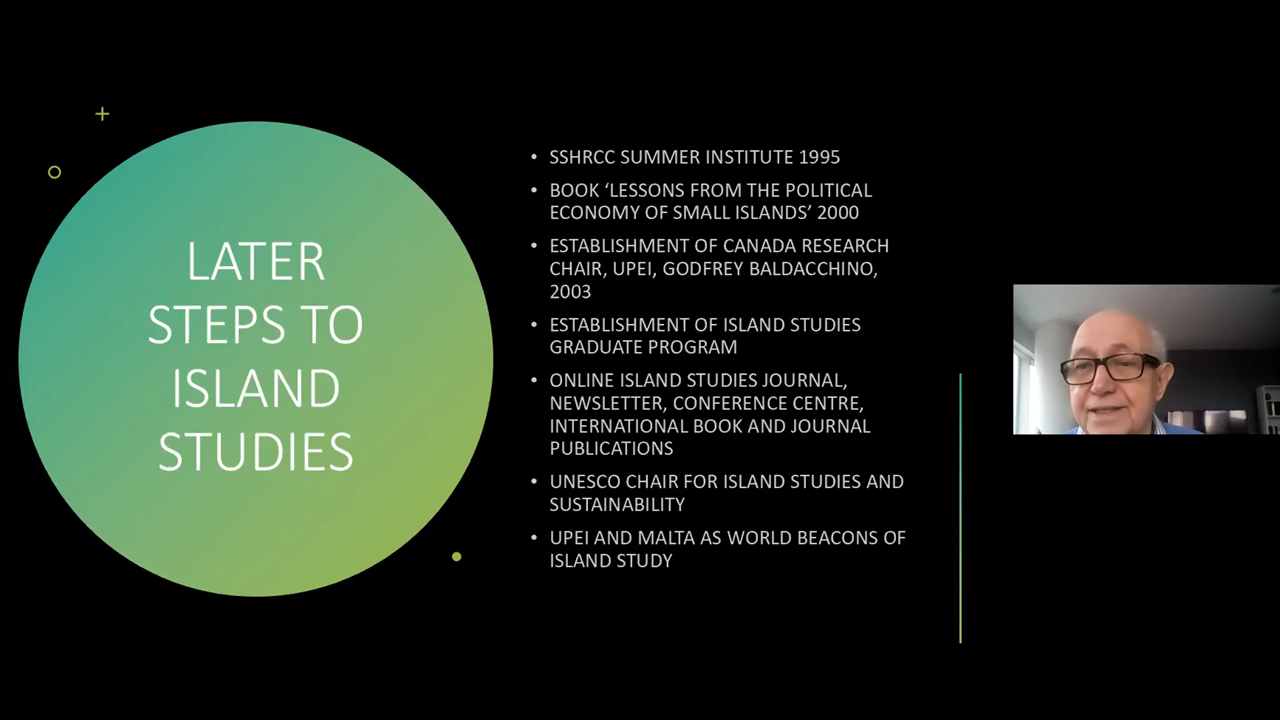 LATER
STEPS TO
ISLAND
STUDIES
• SSHRCC SUMMER INSTITUTE 1995
• BOOK ‘LESSONS FROM THE POLITICAL
ECONOMY OF SMALL ISLANDS’ 2000
• ESTABLISHMENT OF CANADA RESEARCH
CHAIR, UPEI, GODFREY BALDACCHINO,
2003
• ESTABLISHMENT OF ISLAND STUDIES
GRADUATE PROGRAM
• ONLINE ISLAND STUDIES JOURNAL,
NEWSLETTER, CONFERENCE CENTRE,
INTERNATIONAL BOOK AND JOURNAL
PUBLICATIONS
• UNESCO CHAIR FOR ISLAND STUDIES AND
SUSTAINABILITY
• UPEI AND MALTA AS WORLD BEACONS OF
ISLAND STUDY